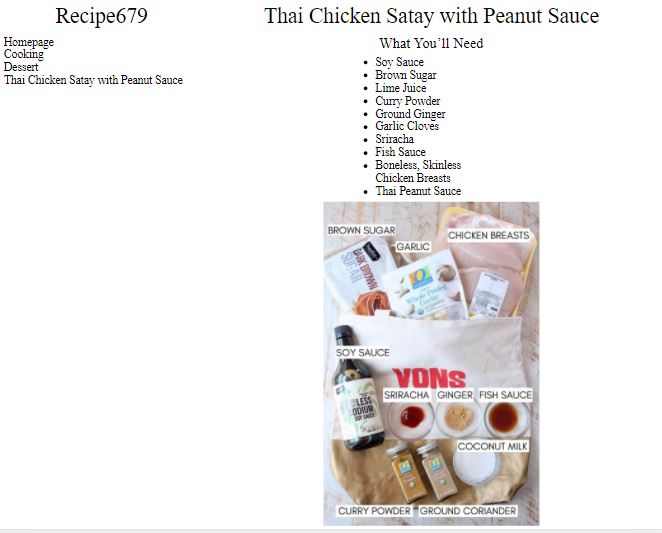 Recipe679
Homepage
Cooking
Dessert
Thai Chicken Satay with Peanut Sauce
Thai Chicken Satay with Peanut Sauce
What You’ll Need
Soy Sauce
Brown Sugar
Lime Juice
Curry Powder
Ground Ginger
Garlic Cloves
Sriracha
Fish Sauce
Boneless, Skinless
Chicken Breasts
Thai Peanut Sauce
BROWN SUGAR
GARLIC
CHICKEN BREASTS
DARK BROWN
SUGAR
Whole Peeled
Garlic
SOY SAUCE
VONS
LESS
SODIUM
SOY SAUCE
SRIRACHA
GINGER
FISH SAUCE
COCONUT MILK
CURRY POWDER
GROUND CORIANDER